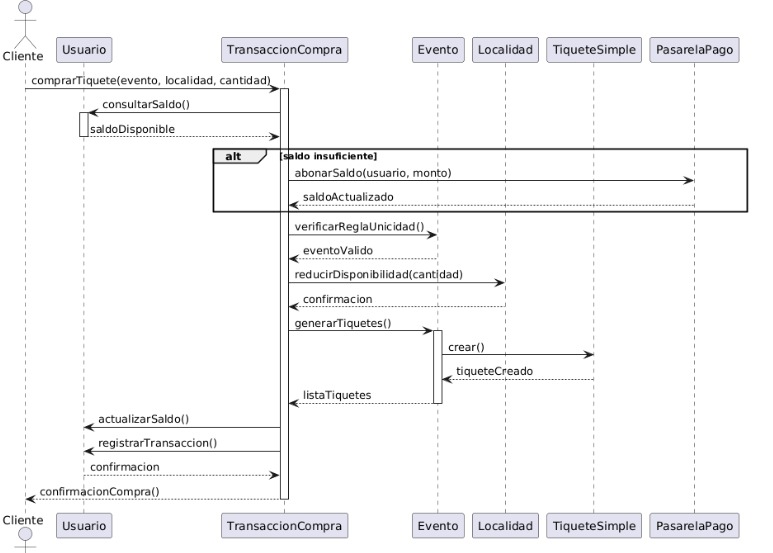 Cliente
Usuario
TransaccionCompra
Evento
Localidad
TiqueteSimple
PasarelaPago
comprarTiquete(evento, localidad, cantidad)
consultarSaldo()
saldoDisponible
alt
[saldo insuficiente]
abonarSaldo(usuario, monto)
saldoActualizado
verificarReglaUnicidad()
eventoValido
reducirDisponibilidad(cantidad)
confirmacion
generarTiquetes()
crear()
tiqueteCreado
listaTiquetes
actualizarSaldo()
registrarTransaccion()
confirmacion
confirmacionCompra()
Cliente
Usuario
TransaccionCompra
Evento
Localidad
TiqueteSimple
PasarelaPago